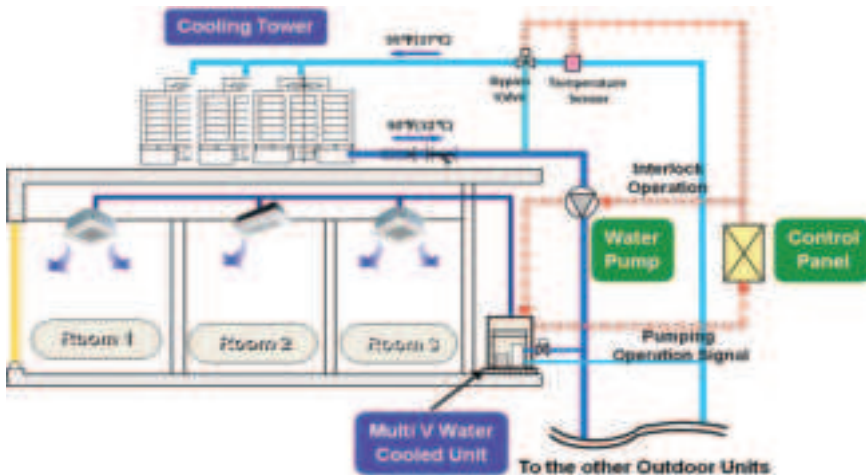 Cooling Tower
Bypass
Valve
Temperature
Sensor
Interlock
Operation
Water
Pump
Control
Panel
Room 1
Room 2
Room 3
Pumping
Operation Signal
Multi V Water
Cooled Unit
To the other Outdoor Units